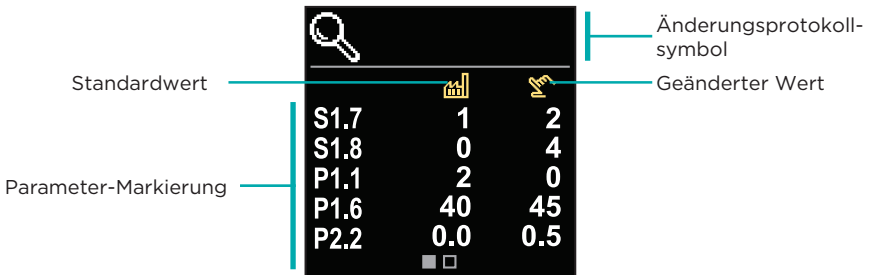 Änderungsprotokoll-
symbol
Standardwert
Geänderter Wert
Parameter-Markierung
S1.7 1 2
S1.8 0 4
P1.1 2 0
P1.6 40 45
P2.2 0.0 0.5